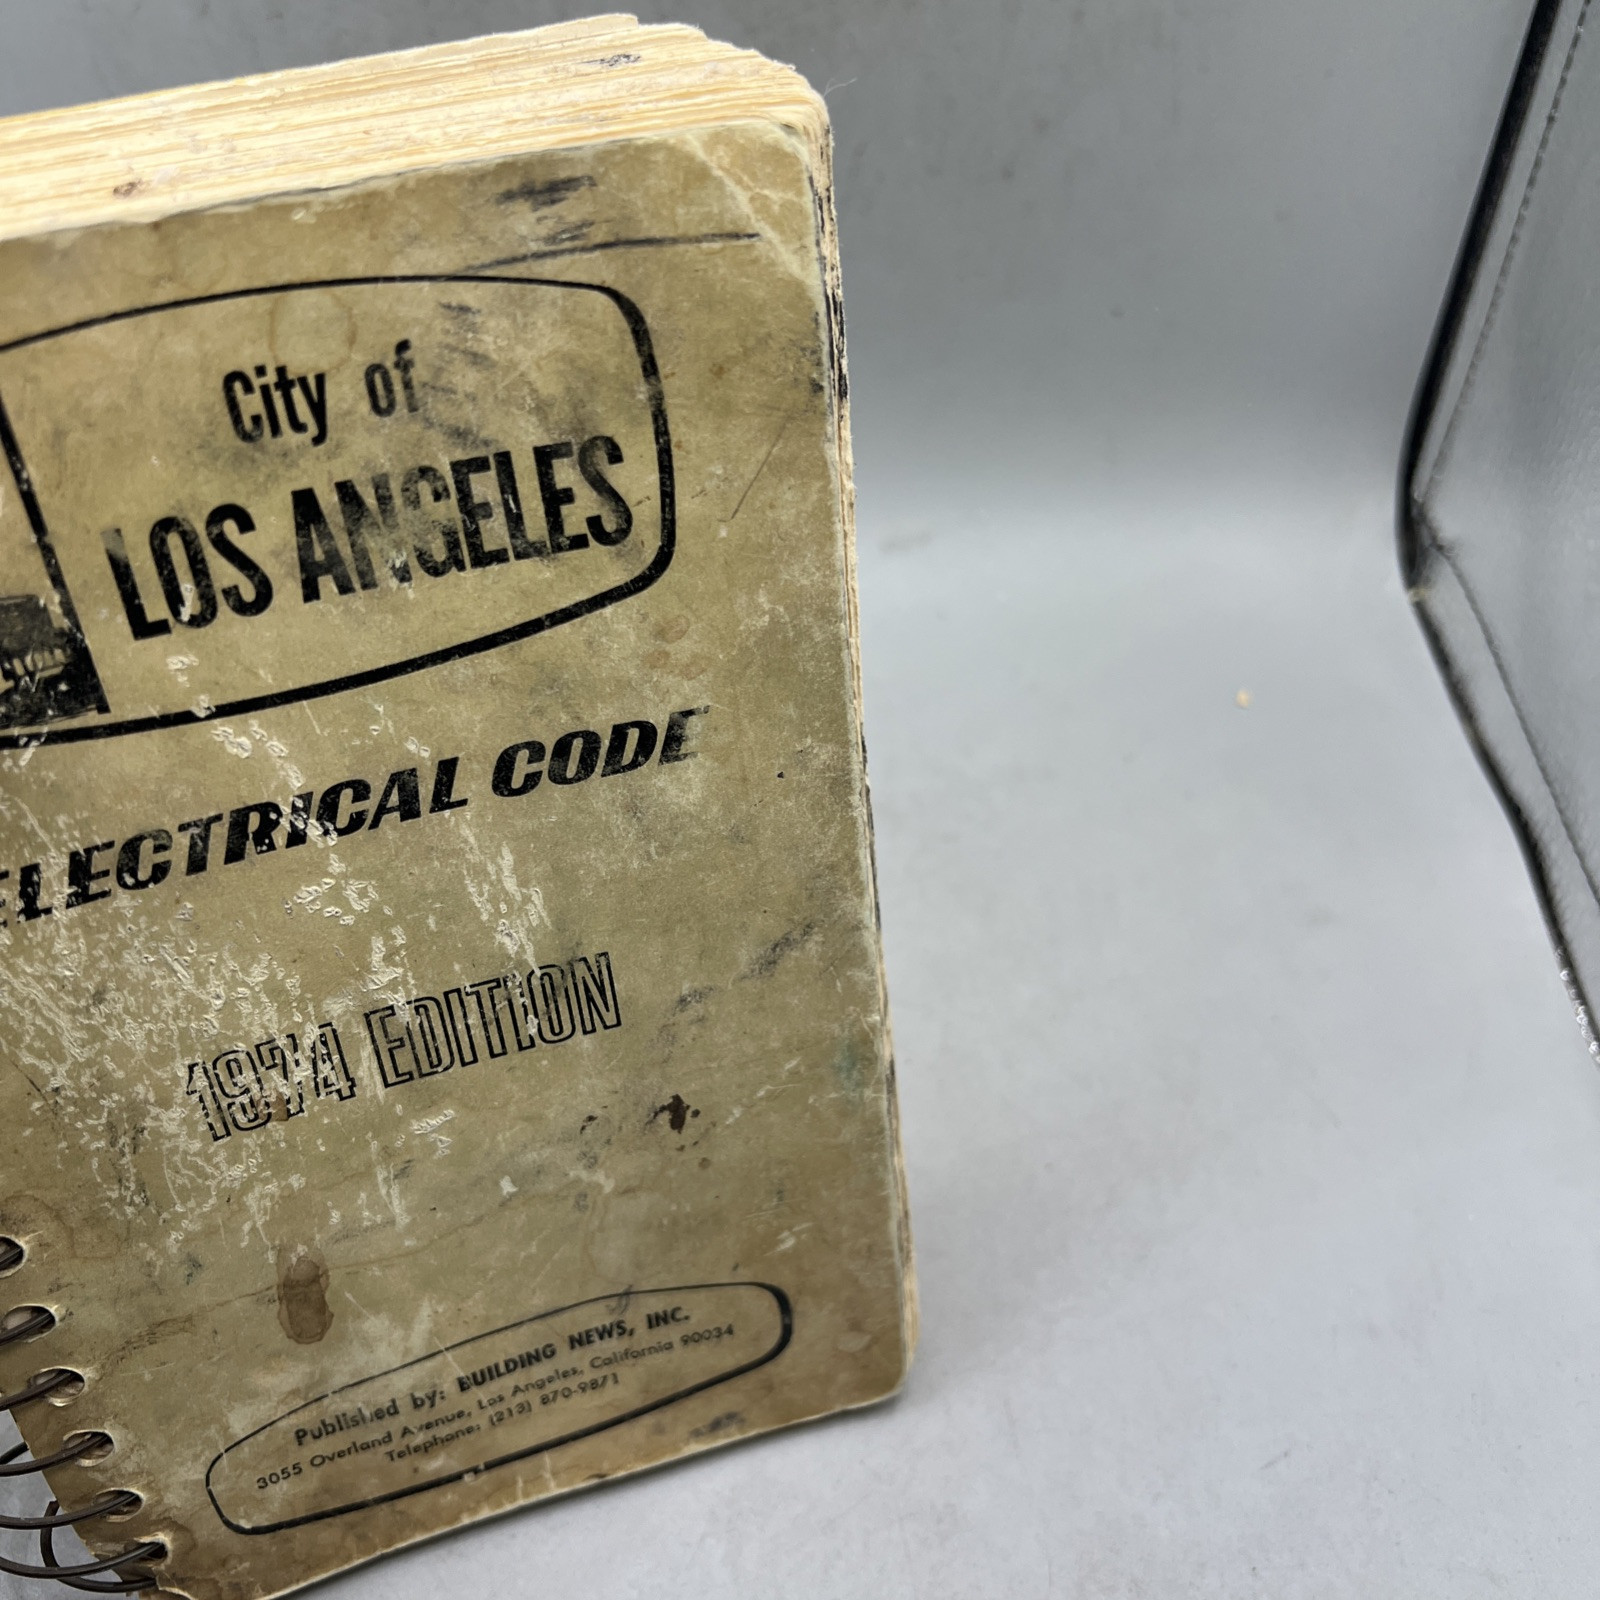 City of
LOS ANGELES
ELECTRICAL CODE
1974 EDITION
Published by: BUILDING NEWS, INC.
3055 Overland Avenue, Los Angeles, California 90034
Telephone: (213) 870-9871